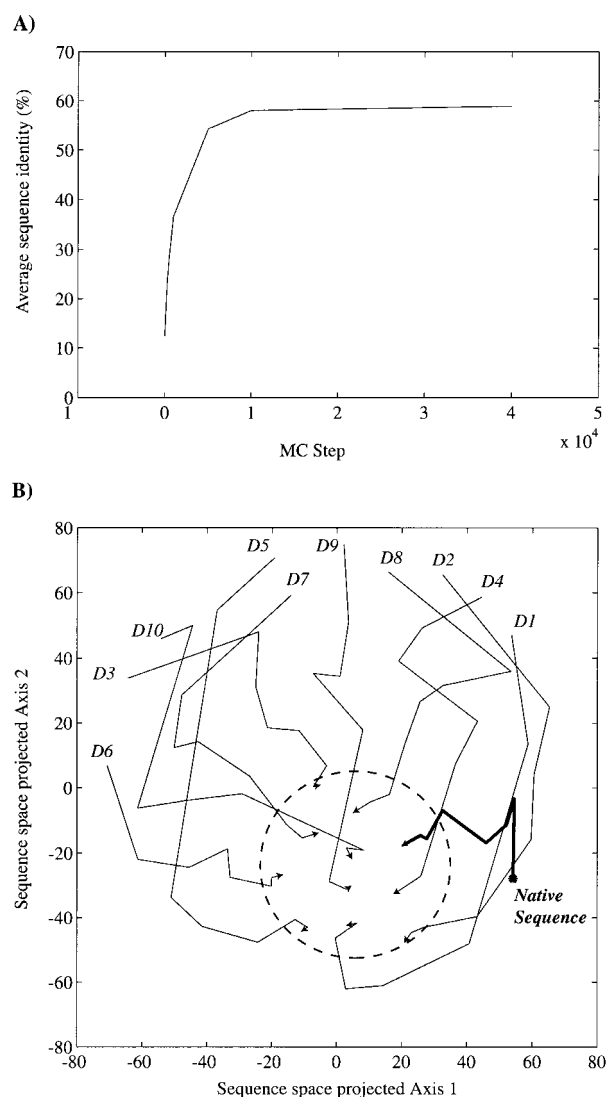 A)
70
60
50
40
30
20
10
0
Average sequence identity (%)
1 0 1 2 3 4 5
x 10^4
MC Step
B)
80
60
40
20
0
-20
-40
-60
-80
Sequence space projected Axis 2
D5 D9 D8 D2
D7 D4
D10 D1
D3
D6
Native
Sequence
-80 -60 -40 -20 0 20 40 60 80
Sequence space projected Axis 1